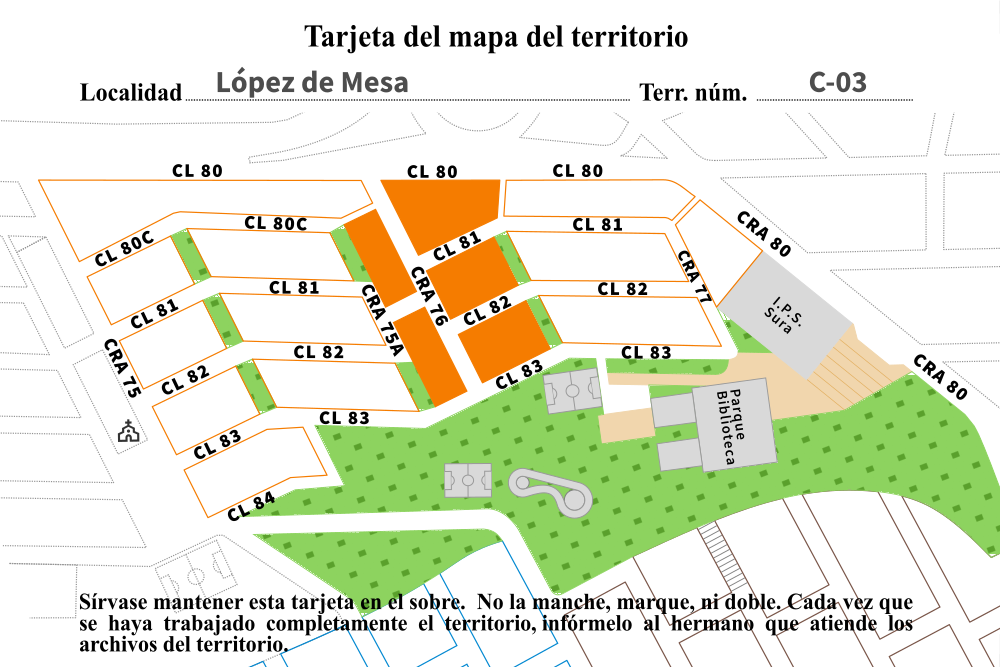 Tarjeta del mapa del territorio
Localidad López de Mesa Terr. núm. C-03
CL 80 CL 80 CL 80
CL 80C CL 80C CL 81 CL 81 CRA 80
CRA 77
CL 81 CL 81 CRA 75A CRA 76 CL 82 CL 82
I.P.S.
Sura
CRA 75 CL 82 CL 82 CL 83 CL 83 CRA 80
CL 83 CL 83
Parque
Biblioteca
CL 84
Sírvase mantener esta tarjeta en el sobre. No la manche, marque, ni doble. Cada vez que
se haya trabajado completamente el territorio, infórmelo al hermano que atiende los
archivos del territorio.